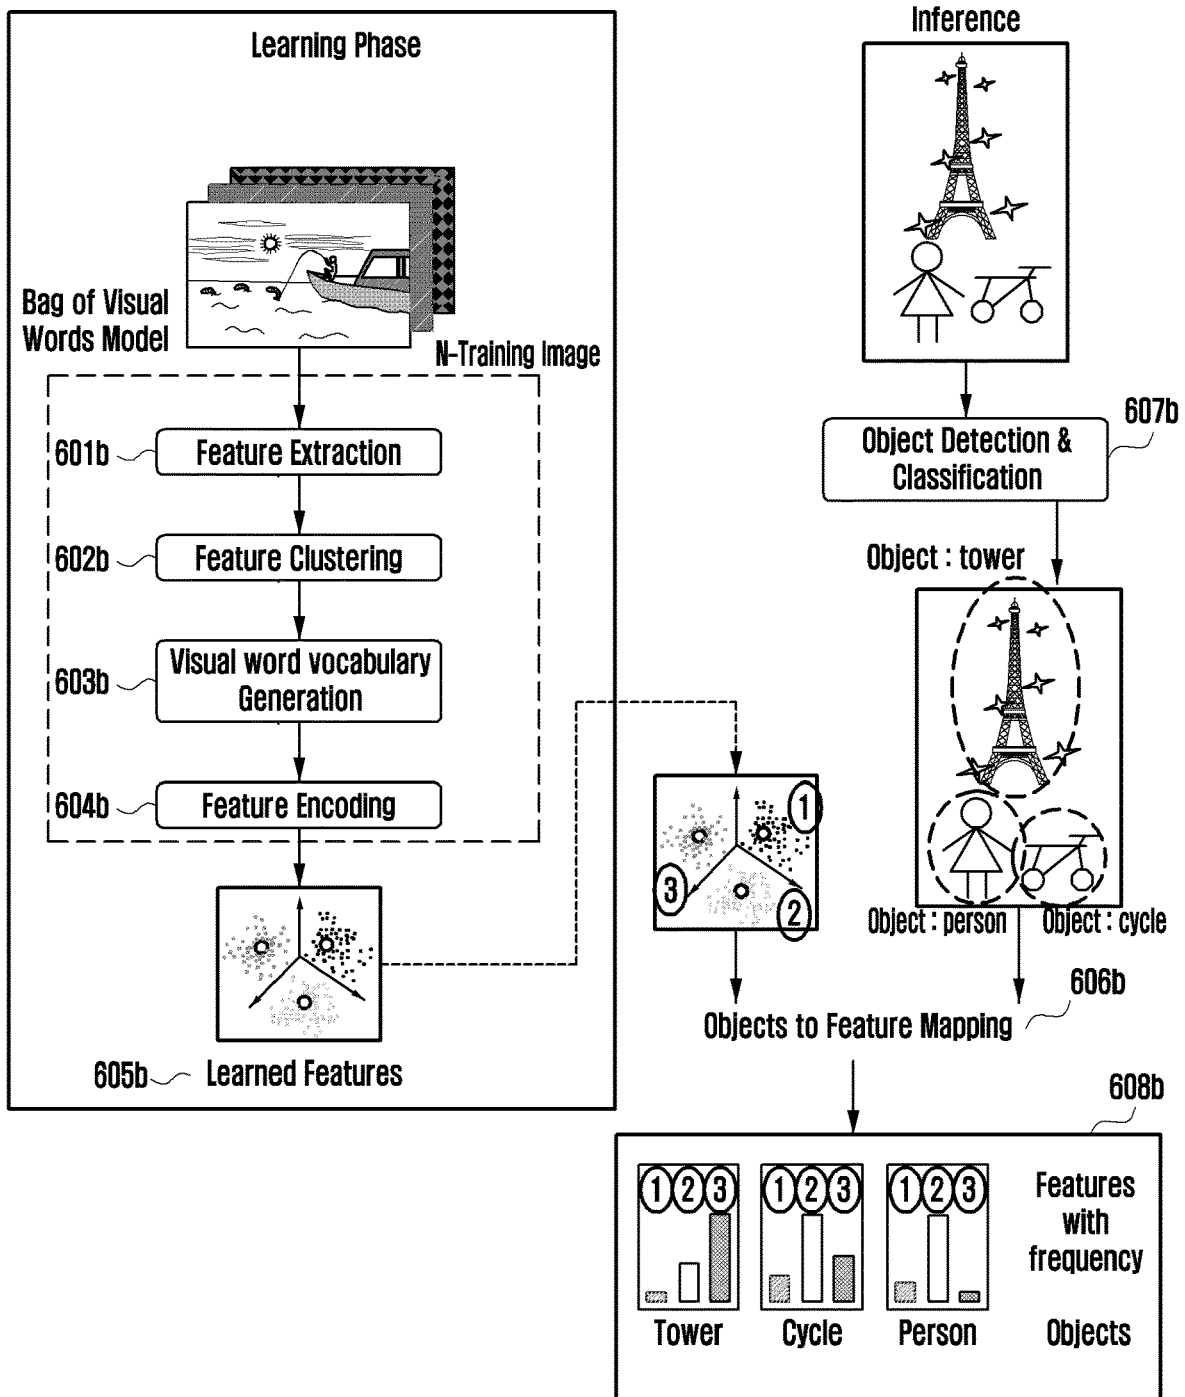 Learning Phase
Bag of Visual
Words Model
N-Training Image
601b
Feature Extraction
602b
Feature Clustering
603b
Visual word vocabulary
Generation
604b
Feature Encoding
605b
Learned Features
Inference
607b
Object Detection &
Classification
Object : tower
1
3
2
Object : person
Object : cycle
606b
Objects to Feature Mapping
608b
1 2 3
1 2 3
1 2 3
Features
with
frequency
Tower
Cycle
Person
Objects